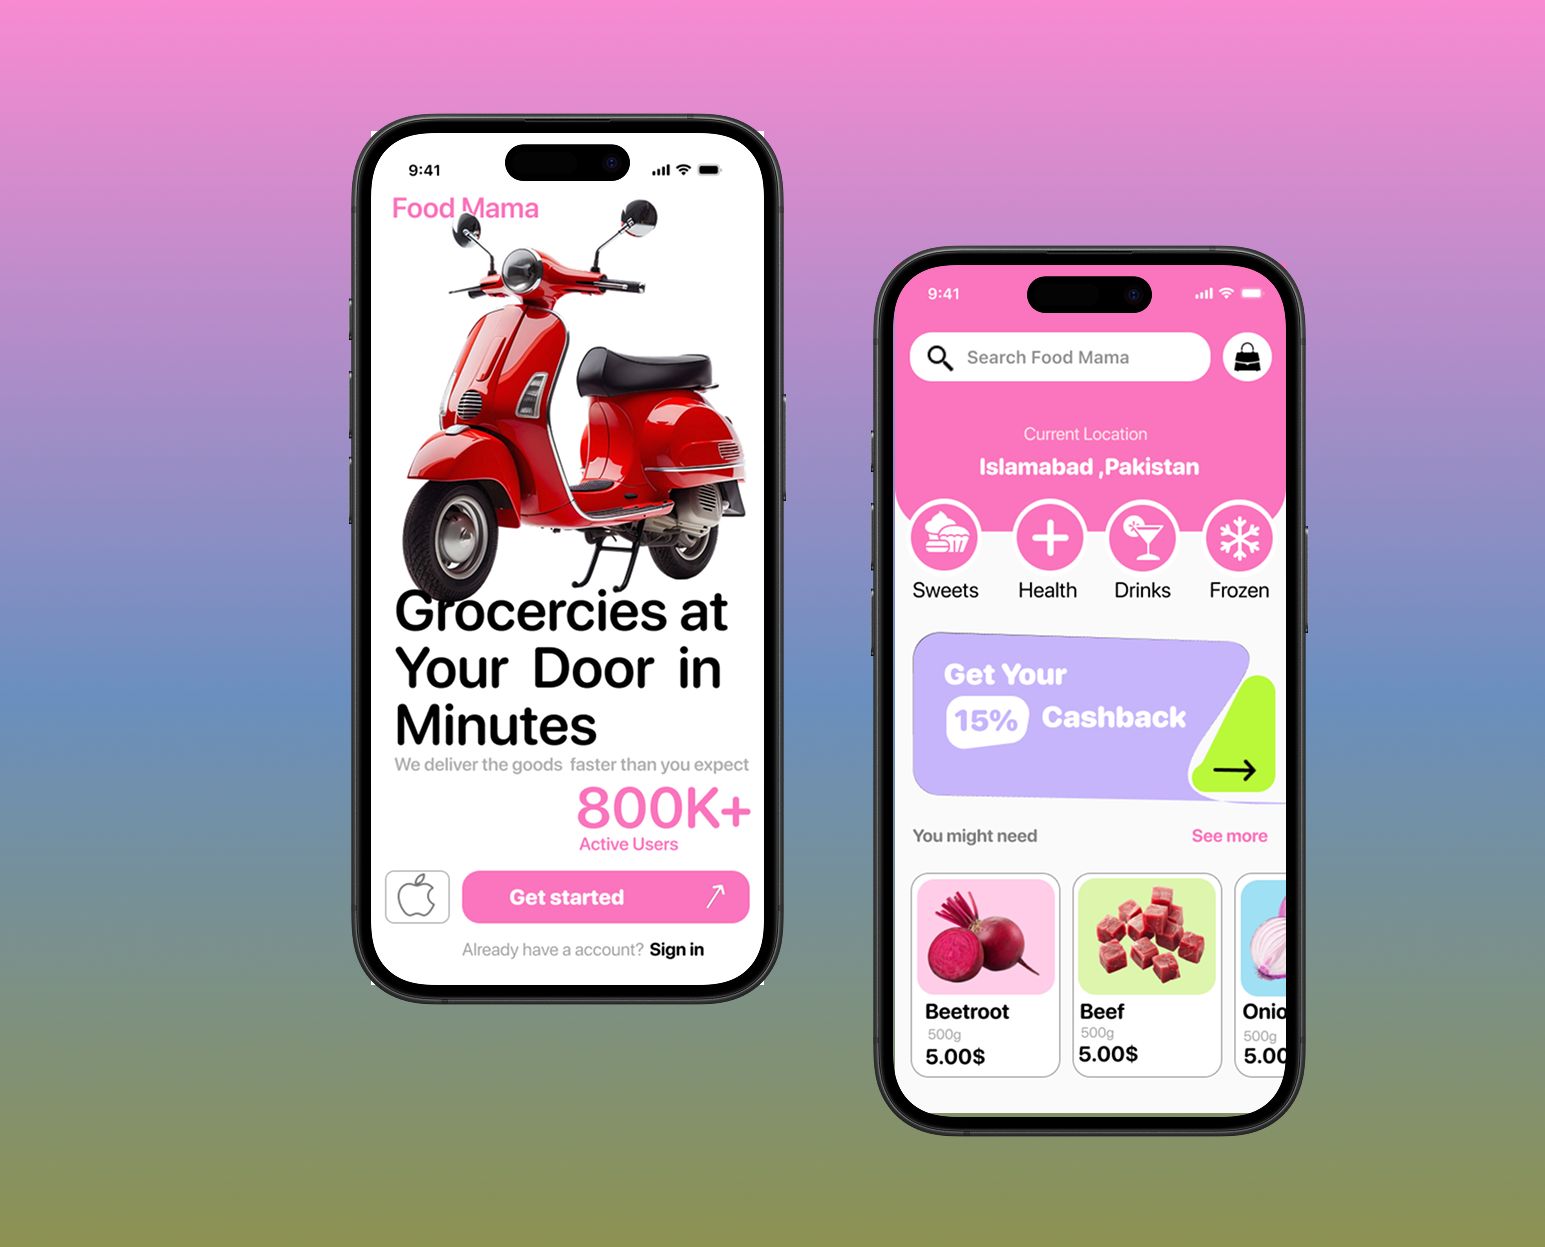 9:41
Food Mama
Grocercies at
Your Door in
Minutes
We deliver the goods faster than you expect
800K+
Active Users
Get started
Already have a account? Sign in
9:41
Search Food Mama
Current Location
Islamabad ,Pakistan
Sweets Health Drinks Frozen
Get Your
15% Cashback
You might need See more
Beetroot Beef Onio
500g 500g 500g
5.00$ 5.00$ 5.00